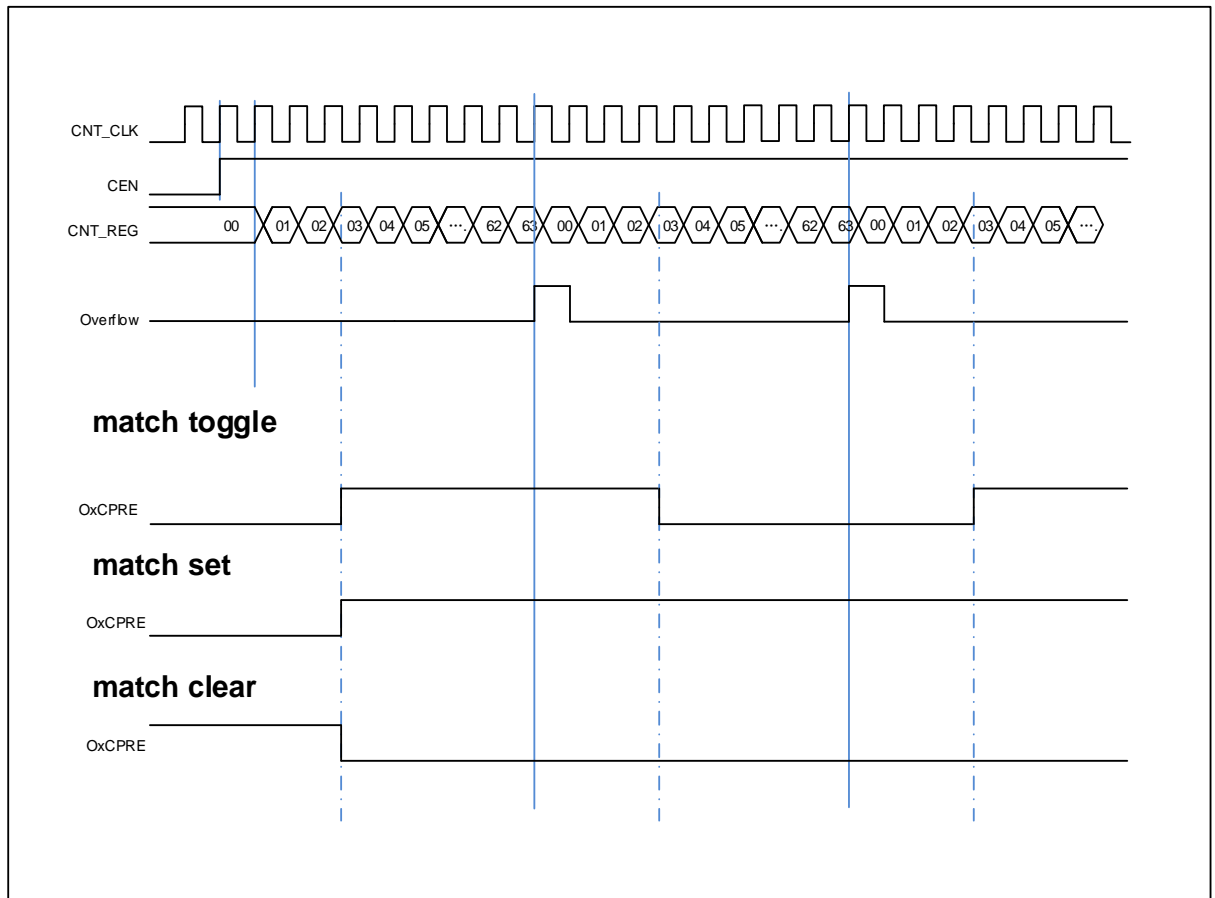 CNT_CLK
CEN
CNT_REG 00 01 02 03 04 05 …. 62 63 00 01 02 03 04 05 …. 62 63 00 01 02 03 04 05 ….
Overflow
match toggle
OxCPRE
match set
OxCPRE
match clear
OxCPRE